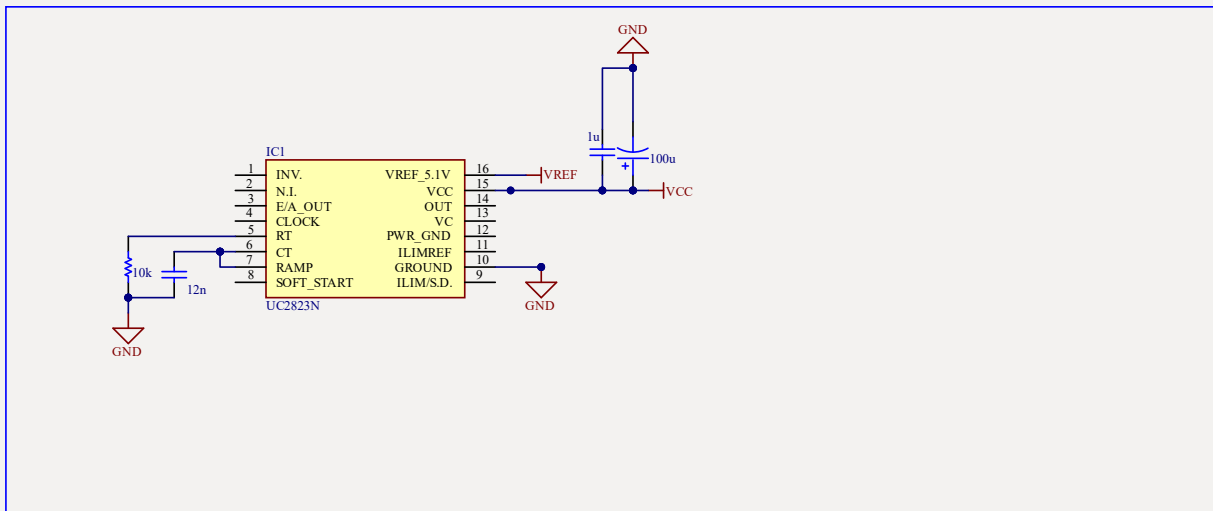 GND
1u
100u
IC1
1 INV. VREF_5.1V 16 VREF
2 N.I. VCC 15 VCC
3 E/A_OUT OUT 14
4 CLOCK VC 13
5 RT PWR_GND 12
6 CT ILIMREF 11
7 RAMP GROUND 10
8 SOFT_START ILIM/S.D. 9
10k
12n
UC2823N
GND
GND